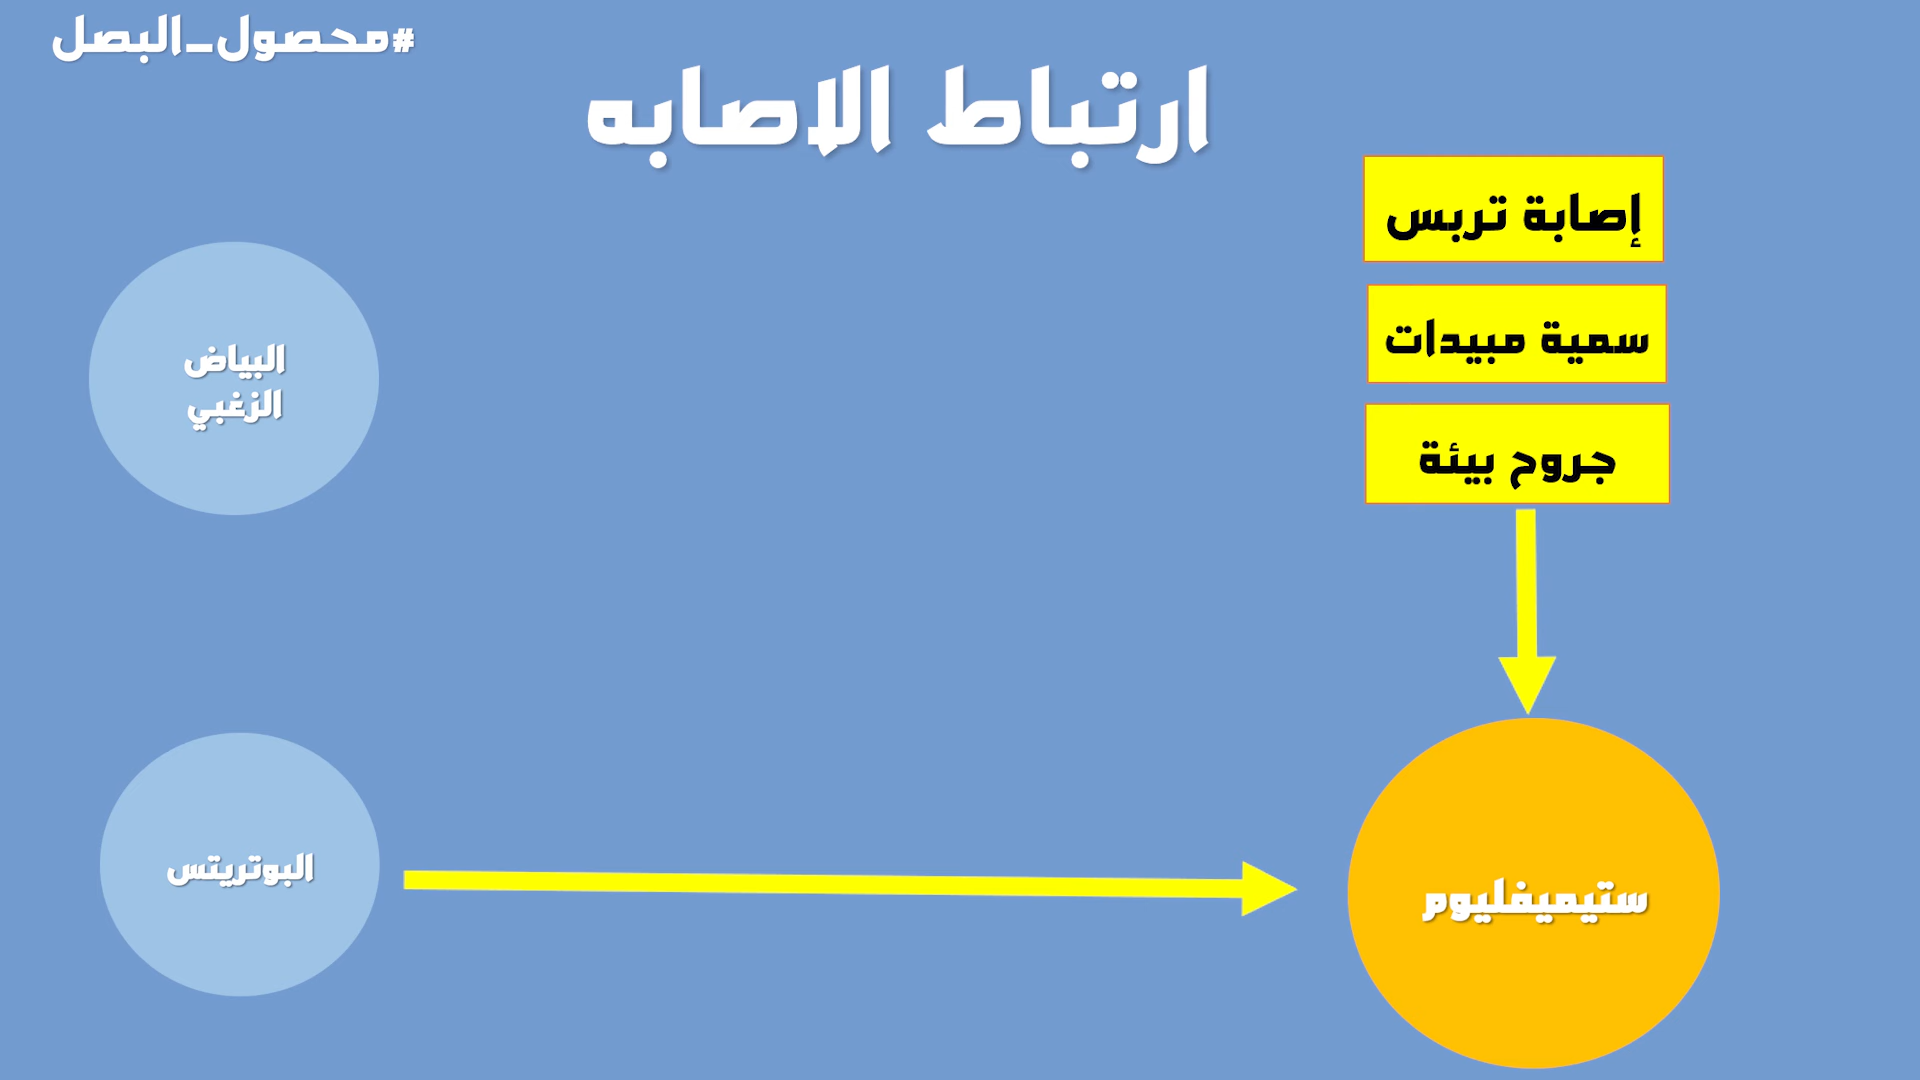 #محصول_البصل
ارتباط الاصابه
إصابة تربس
سمية مبيدات
جروح بيئة
البياض
الزغبي
البوتريتس
ستيميفليوم